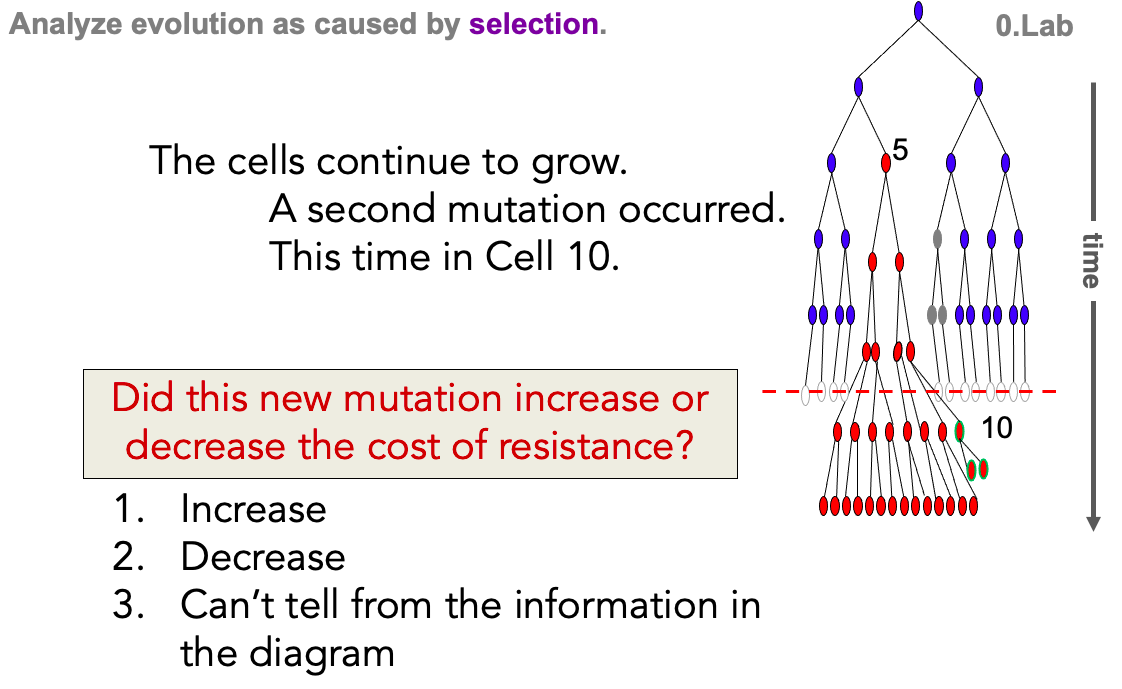 Analyze evolution as caused by selection.
0.Lab
5
The cells continue to grow.
A second mutation occurred.
This time in Cell 10.
time
Did this new mutation increase or
decrease the cost of resistance?
10
1. Increase
2. Decrease
3. Can’t tell from the information in
the diagram